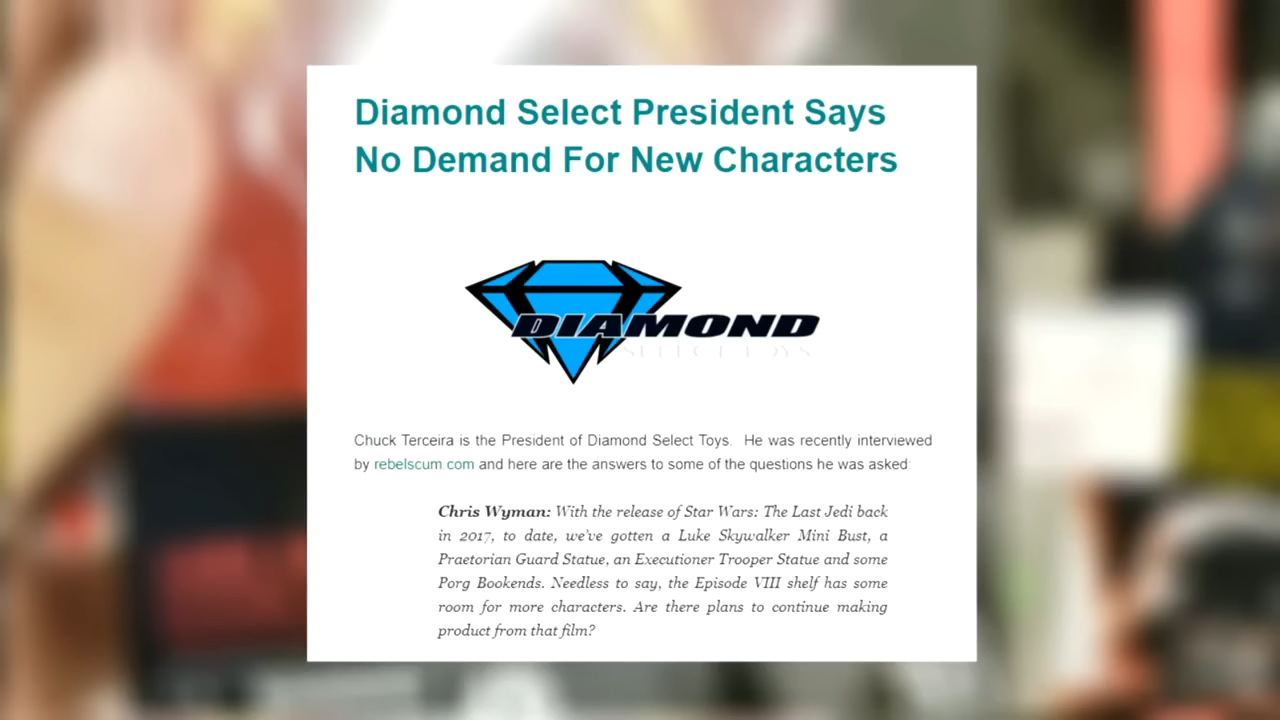 Diamond Select President Says
No Demand For New Characters
DIAMOND
SELECT TOYS
Chuck Terceira is the President of Diamond Select Toys. He was recently interviewed
by rebelscum.com and here are the answers to some of the questions he was asked:
Chris Wyman: With the release of Star Wars: The Last Jedi back
in 2017, to date, we've gotten a Luke Skywalker Mini Bust, a
Praetorian Guard Statue, an Executioner Trooper Statue and some
Porg Bookends. Needless to say, the Episode VIII shelf has some
room for more characters. Are there plans to continue making
product from that film?